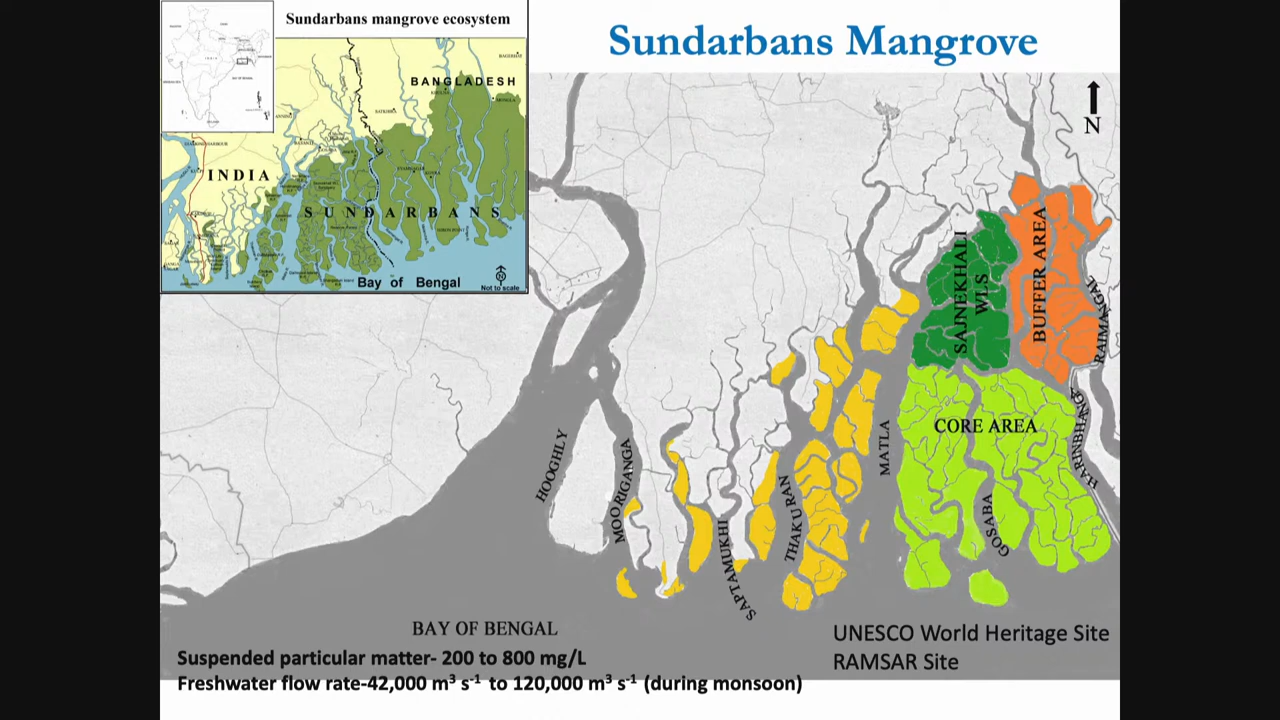 Sundarbans mangrove ecosystem
Sundarbans Mangrove
BANGLADESH
INDIA
SUNDARBANS
Bay of Bengal
Not to scale
N
SAJNEKHALI
WLS
BUFFER AREA
RAIMANGAL
CORE AREA
HARINBHANGA
MATLA
GOSABA
HOOGHLY
MOORIGANGA
THAKURAN
SAPTAMUKHI
BAY OF BENGAL
UNESCO World Heritage Site
RAMSAR Site
Suspended particular matter- 200 to 800 mg/L
Freshwater flow rate-42,000 m³ s⁻¹ to 120,000 m³ s⁻¹ (during monsoon)